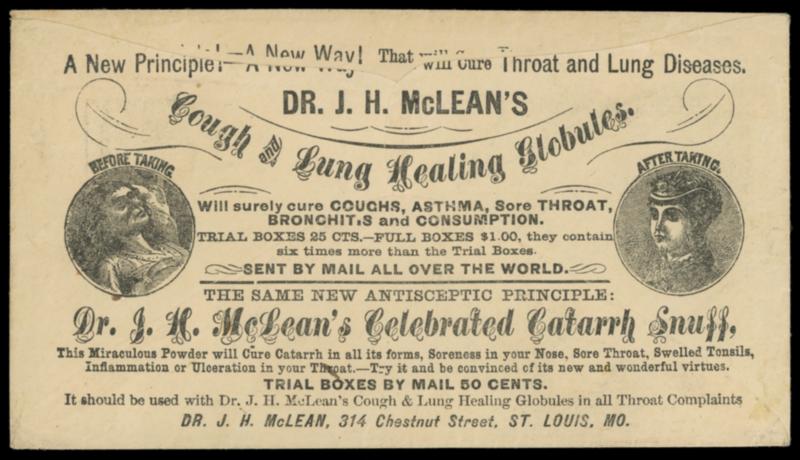 A New Principle!—A New Way! That will Cure Throat and Lung Diseases.
DR. J. H. McLEAN'S
Cough and Lung Healing Globules.
BEFORE TAKING
AFTER TAKING.
Will surely cure COUGHS, ASTHMA, Sore THROAT,
BRONCHITIS and CONSUMPTION.
TRIAL BOXES 25 CTS.—FULL BOXES $1.00, they contain
six times more than the Trial Boxes.
SENT BY MAIL ALL OVER THE WORLD.
THE SAME NEW ANTISCEPTIC PRINCIPLE:
Dr. J. H. McLean's Celebrated Catarrh Snuff,
This Miraculous Powder will Cure Catarrh in all its forms, Soreness in your Nose, Sore Throat, Swelled Tonsils,
Inflammation or Ulceration in your Throat.—Try it and be convinced of its new and wonderful virtues.
TRIAL BOXES BY MAIL 50 CENTS.
It should be used with Dr. J. H. McLean's Cough & Lung Healing Globules in all Throat Complaints
DR. J. H. McLEAN, 314 Chestnut Street, ST. LOUIS, MO.